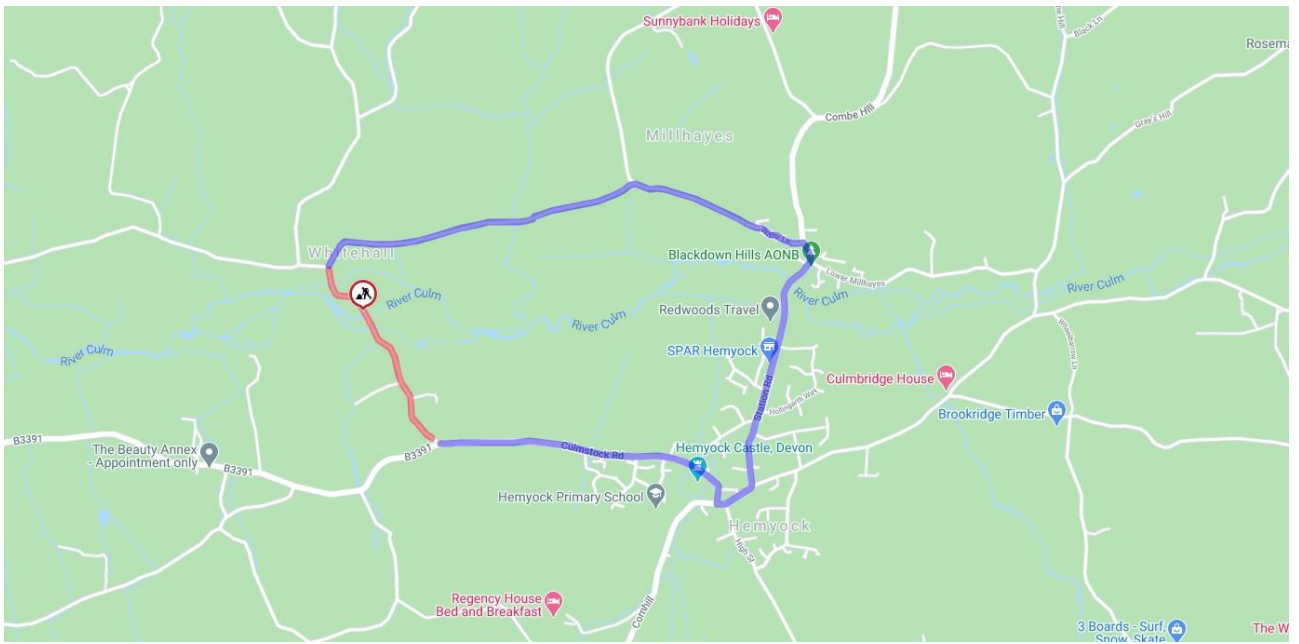 Sunnybank Holidays
Black Ln
Rosema
Combe Hill
Gray's Hill
Millhayes
Whitehall
Blackdown Hills AONB
Lower Millhayes
River Culm
River Culm
River Culm
River Culm
River Culm
Redwoods Travel
SPAR Hemyock
Station Rd
Culmbridge House
Wheelbarrow Ln
Brookridge Timber
B3391
The Beauty Annex
- Appointment only
B3391
B3391
Culmstock Rd
Hemyock Castle, Devon
Hemyock Primary School
Hemyock
High St
Regency House
Bed and Breakfast
Cornhill
3 Boards - Surf,
Snow, Skate
The W